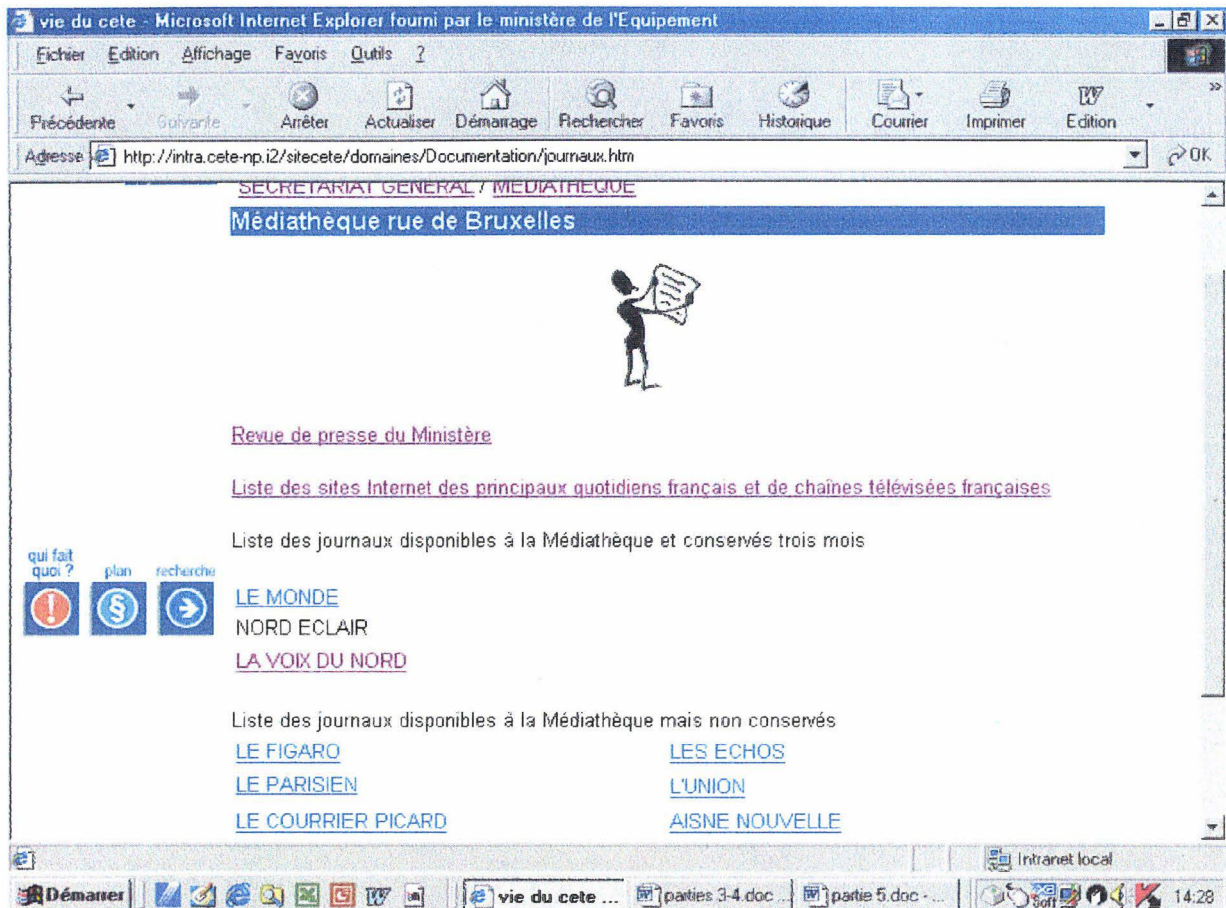 vie du cete - Microsoft Internet Explorer fourni par le ministère de l'Equipement
Fichier Edition Affichage Favoris Outils ?
Précédente Suivante Arrêter Actualiser Démarrage Rechercher Favoris Historique Courrier Imprimer Edition
Adresse http://intra.cete-np.i2/sitecete/domaines/Documentation/journaux.htm OK
SECRETARIAT GENERAL / MEDIATHEQUE
Médiathèque rue de Bruxelles
Revue de presse du Ministère
Liste des sites Internet des principaux quotidiens français et de chaînes télévisées françaises
Liste des journaux disponibles à la Médiathèque et conservés trois mois
qui fait
quoi ? plan recherche
LE MONDE
NORD ECLAIR
LA VOIX DU NORD
Liste des journaux disponibles à la Médiathèque mais non conservés
LE FIGARO LES ECHOS
LE PARISIEN L'UNION
LE COURRIER PICARD AISNE NOUVELLE
Intranet local
Démarrer vie du cete ... parties 3-4.doc ... partie 5.doc - ... 14:28